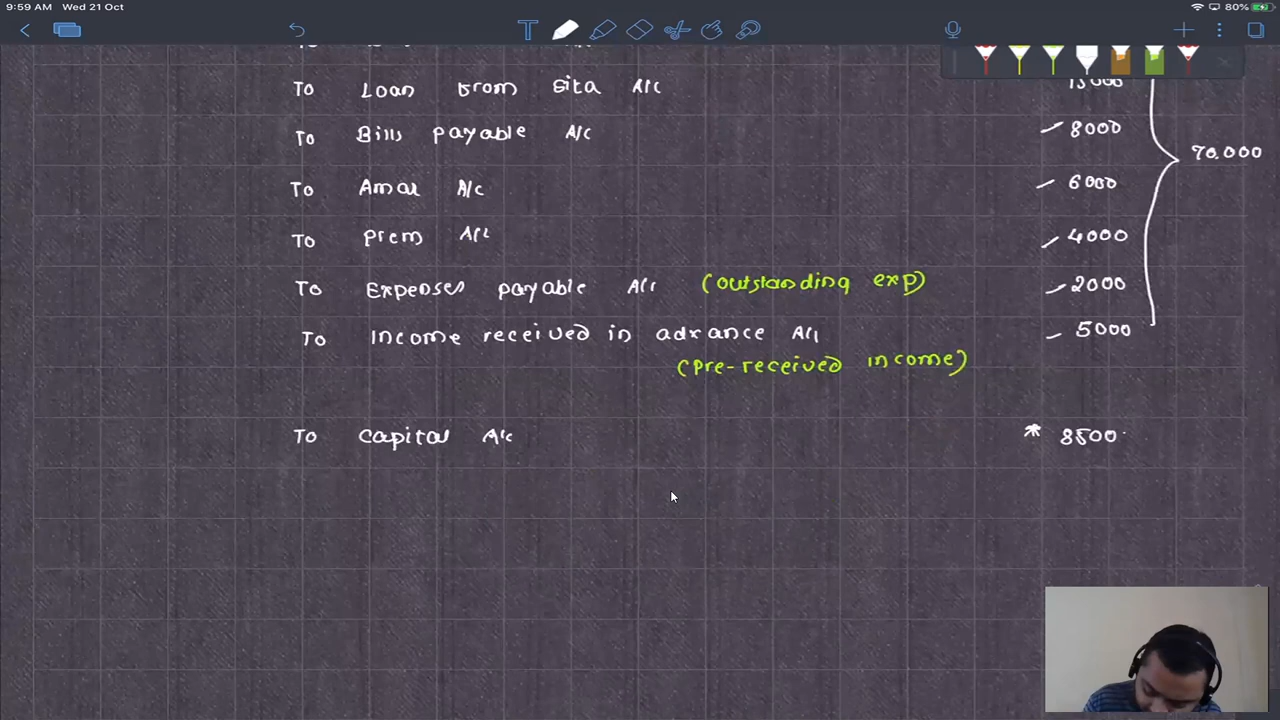 9:59 AM Wed 21 Oct 80%
To Loan from Sita A/c 15000
To Bills payable A/c 8000
70,000
To Amar A/c 6000
To Prem A/c 4000
To Expenses payable A/c (outstanding exp) 2000
To Income received in advance A/c 5000
(Pre-received income)
To Capital A/c * 8500